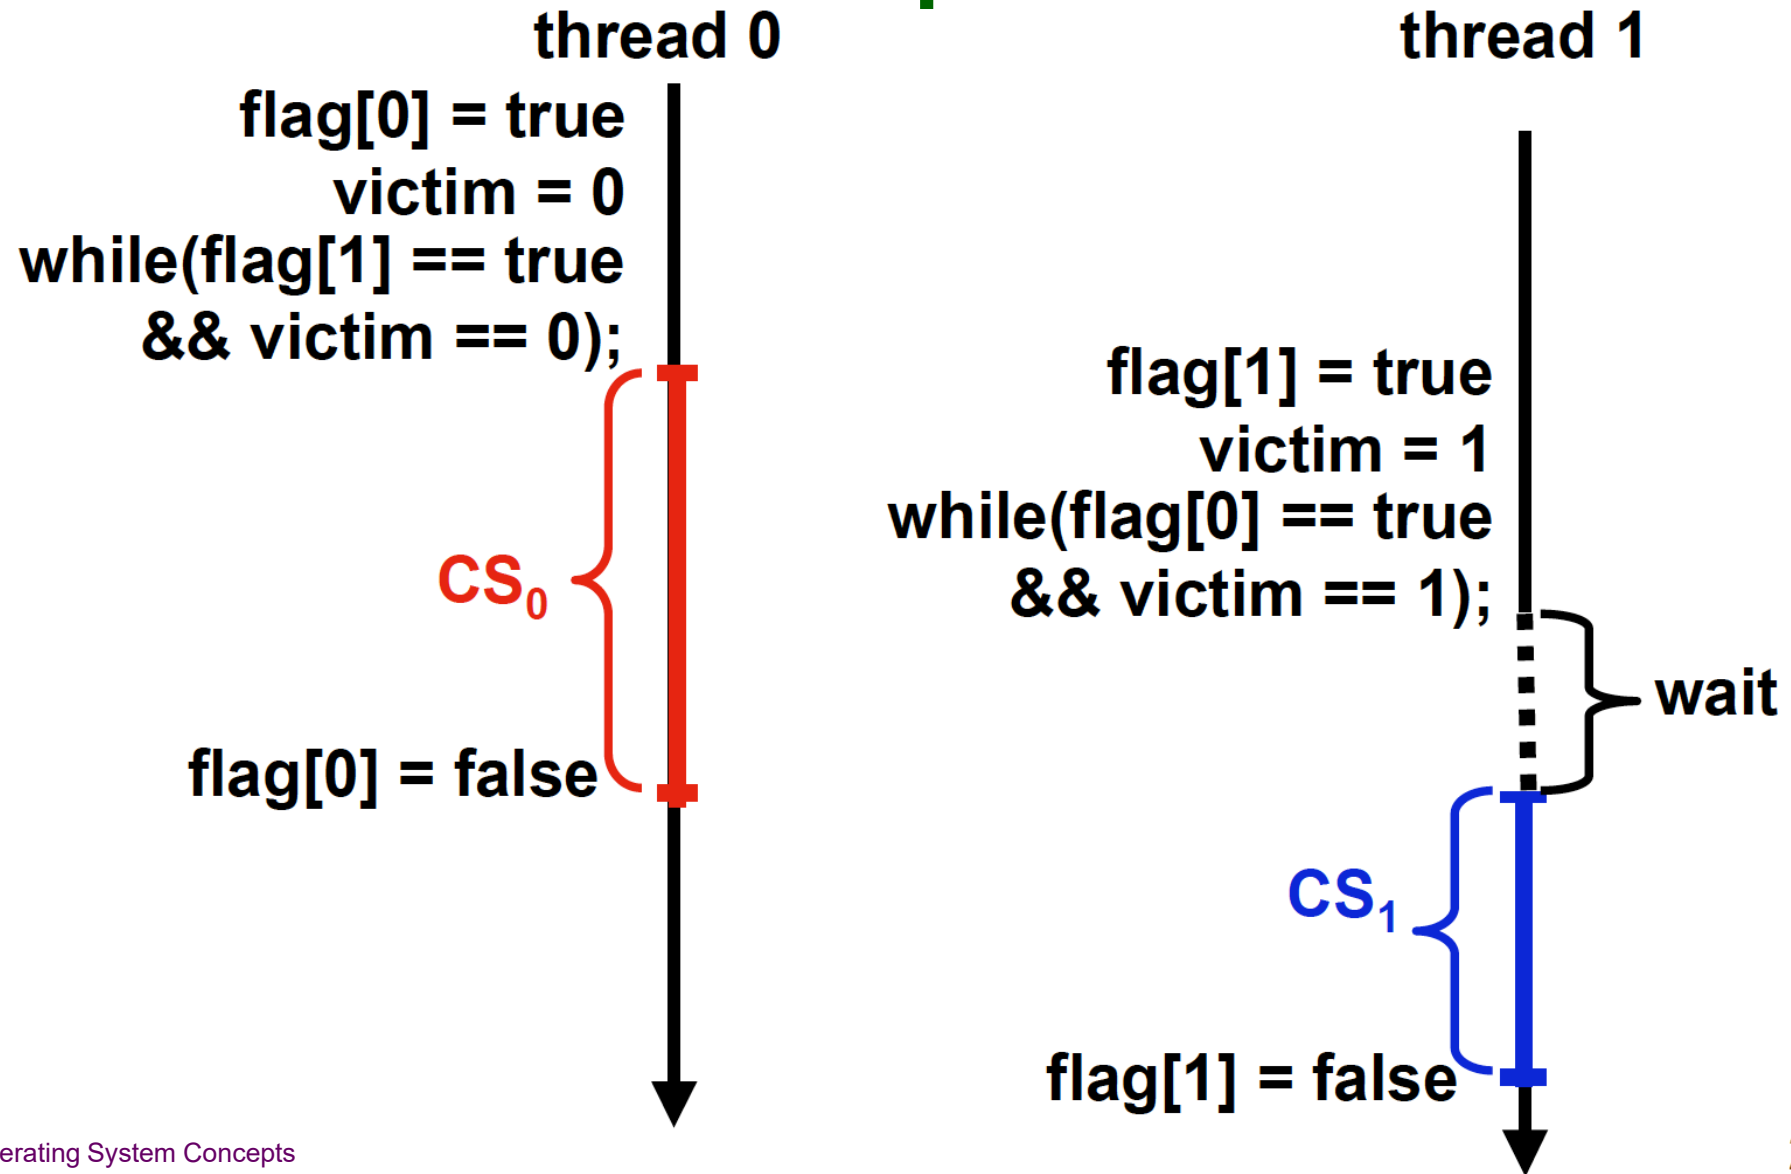 thread 0
flag[0] = true
victim = 0
while(flag[1] == true
&& victim == 0);
CS0
flag[0] = false
thread 1
flag[1] = true
victim = 1
while(flag[0] == true
&& victim == 1);
wait
CS1
flag[1] = false
erating System Concepts